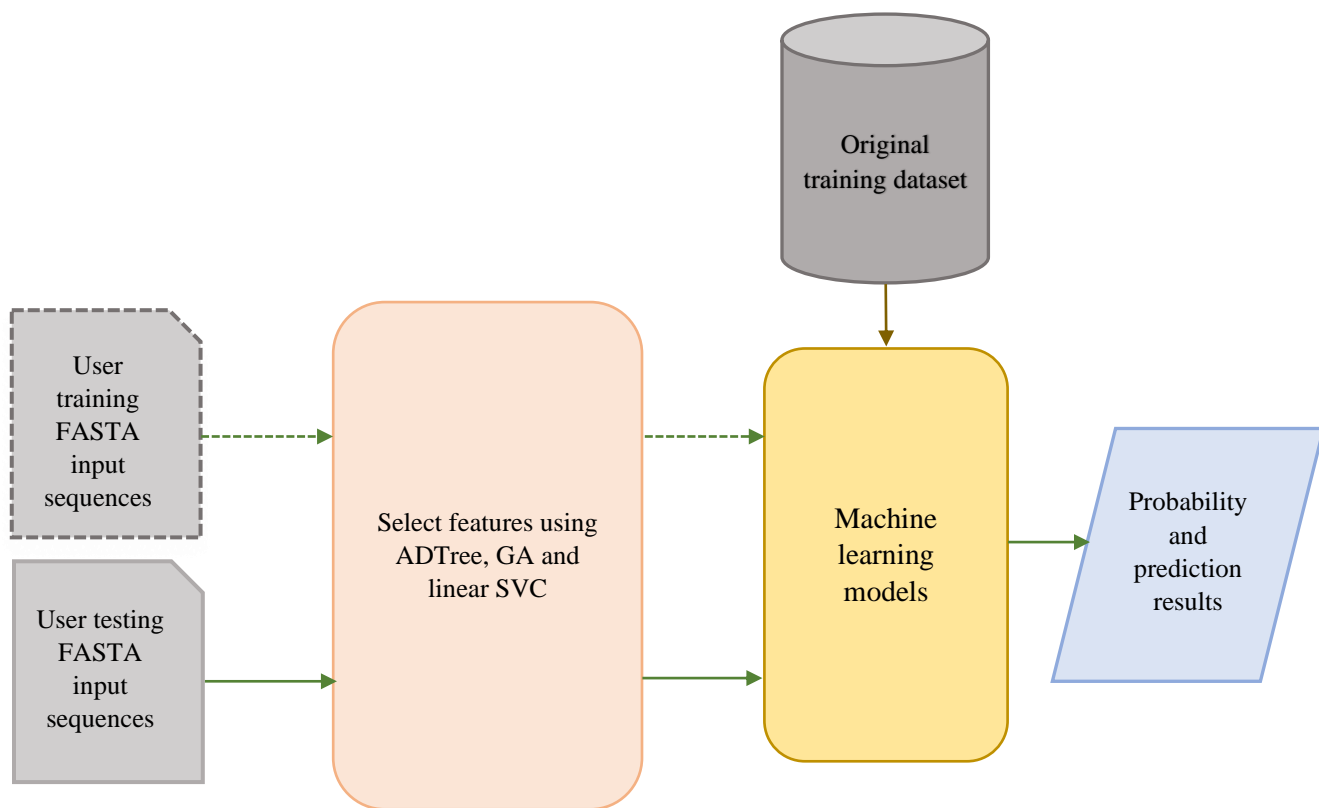 Original
training dataset
User
training
FASTA
input
sequences
User testing
FASTA
input
sequences
Select features using
ADTree, GA and
linear SVC
Machine
learning
models
Probability
and
prediction
results